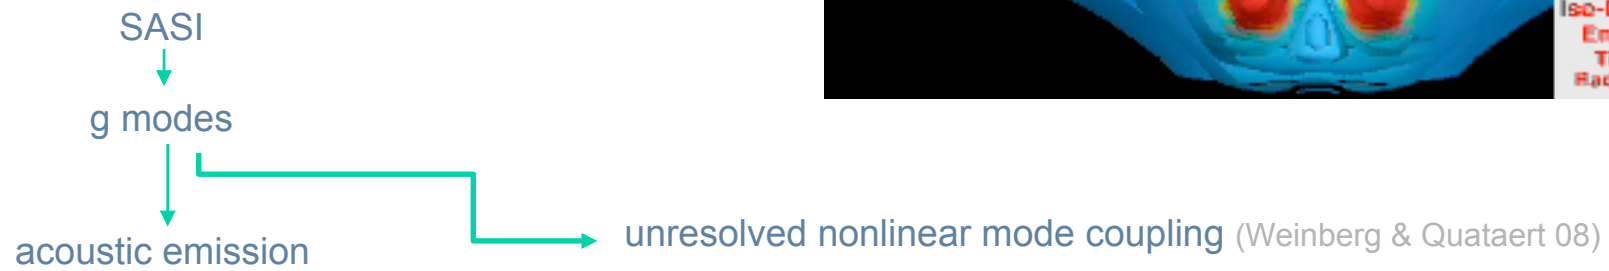 SASI
g modes
acoustic emission
unresolved nonlinear mode coupling (Weinberg & Quataert 08)